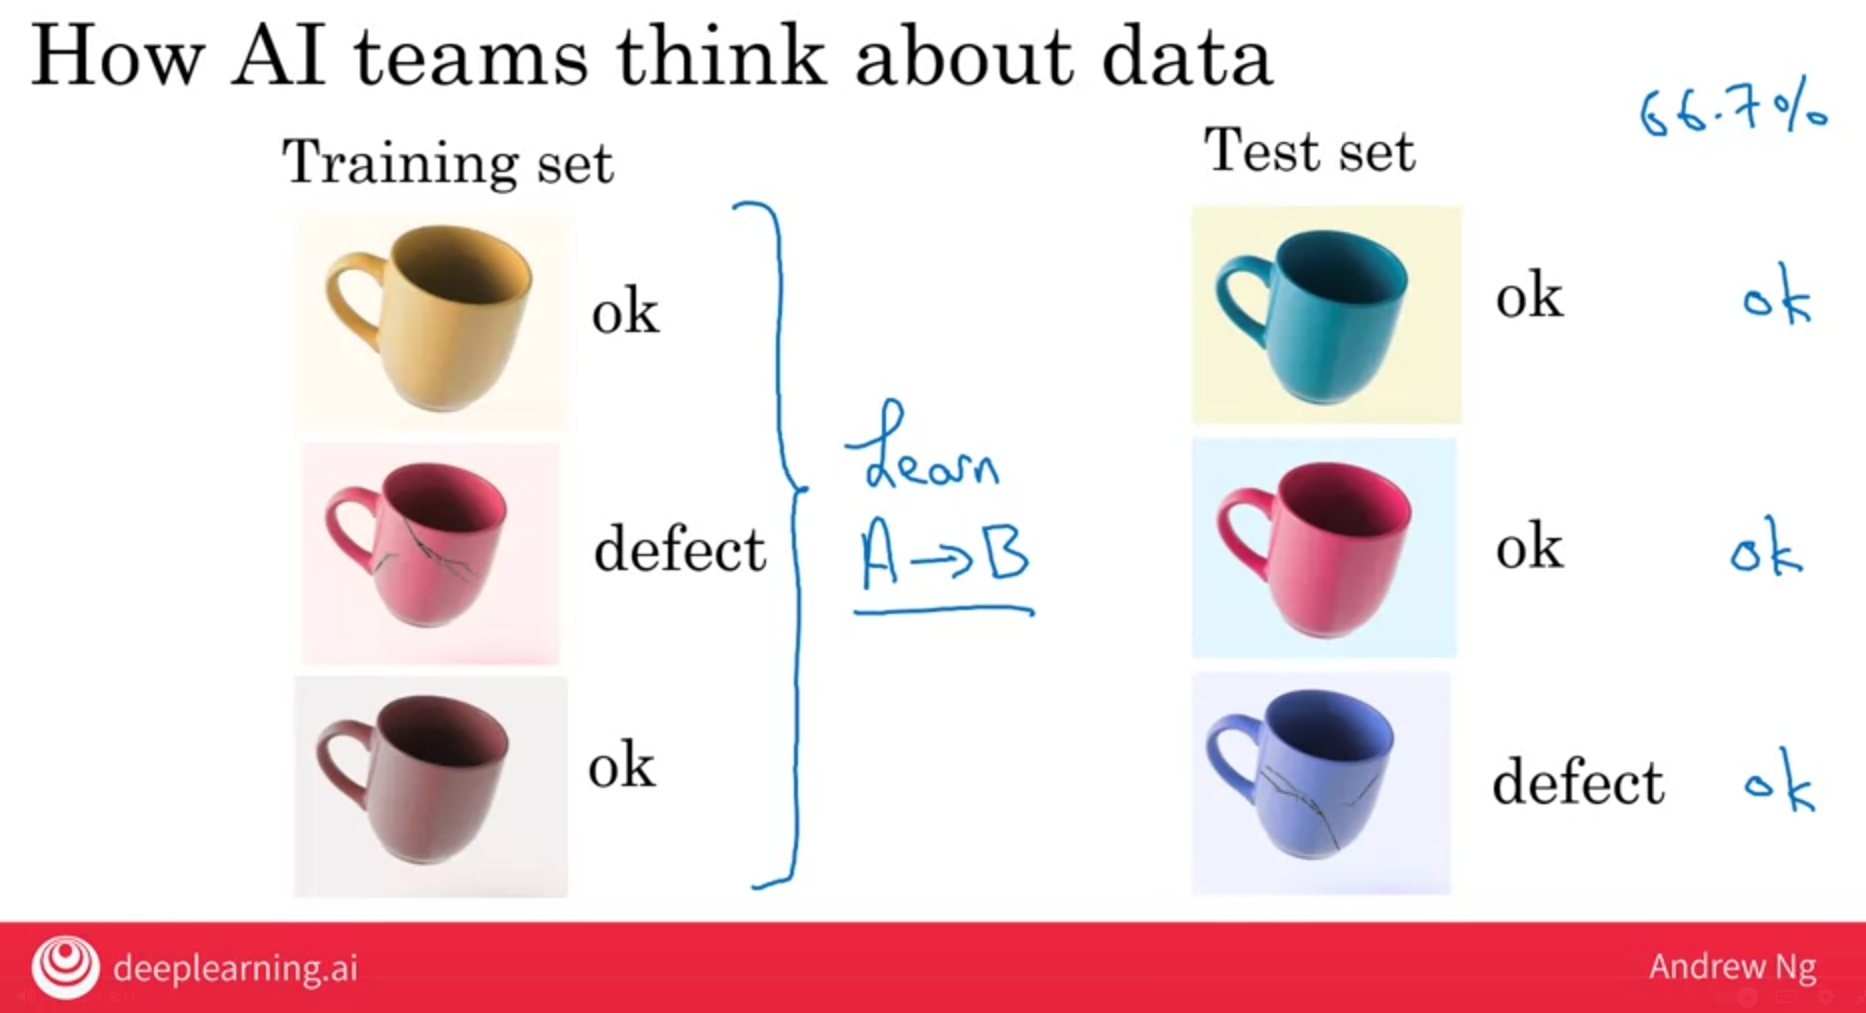 How AI teams think about data
66.7%
Training set
Test set
ok
ok ok
Learn
A→B
defect
ok ok
ok
defect ok
deeplearning.ai
Andrew Ng